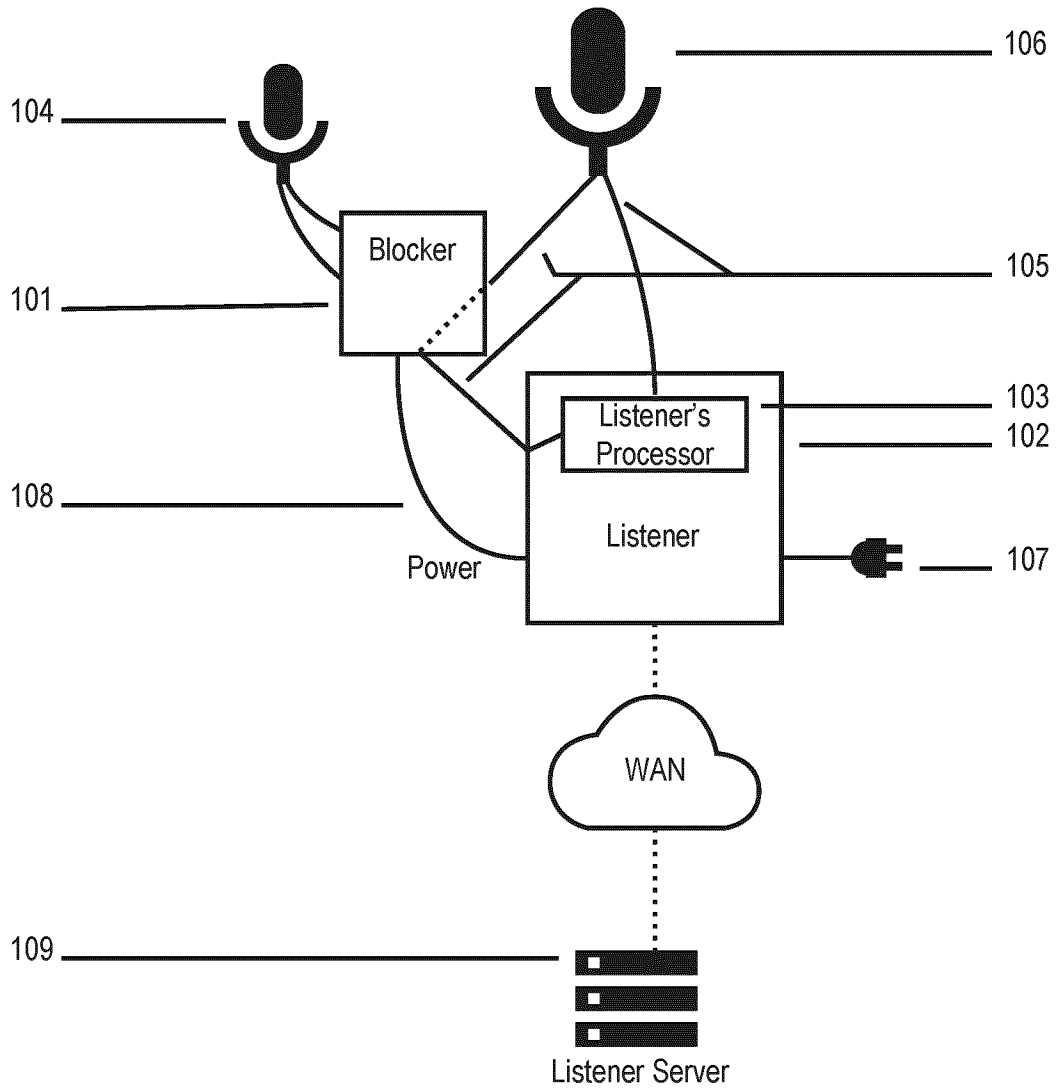 106
104
Blocker
105
101
103
Listener's
Processor
102
108
Listener
107
Power
WAN
109
Listener Server